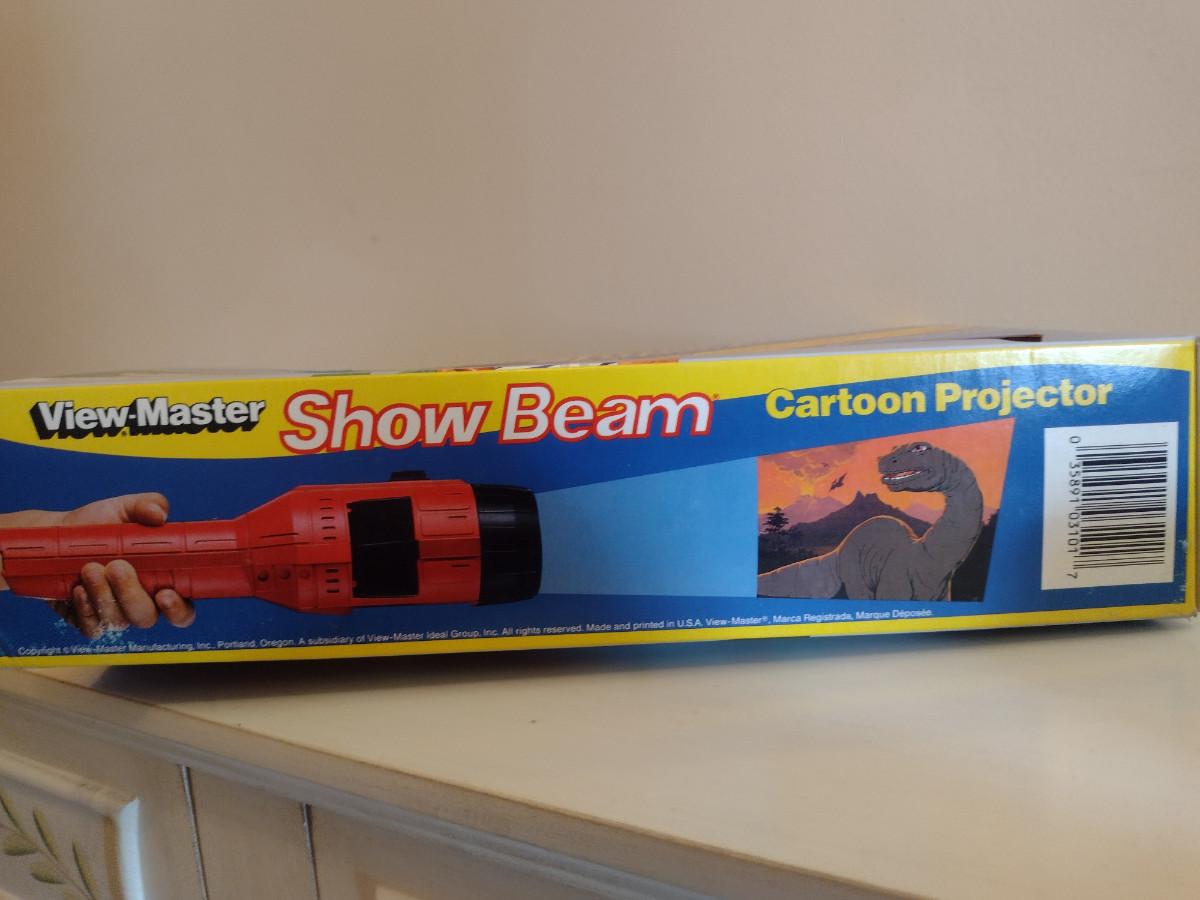 View-Master Show Beam® Cartoon Projector
0 35891 03101 7
Copyright © View-Master Manufacturing, Inc., Portland, Oregon. A subsidiary of View-Master Ideal Group, Inc. All rights reserved. Made and printed in U.S.A. View-Master®, Marca Registrada, Marque Déposée.